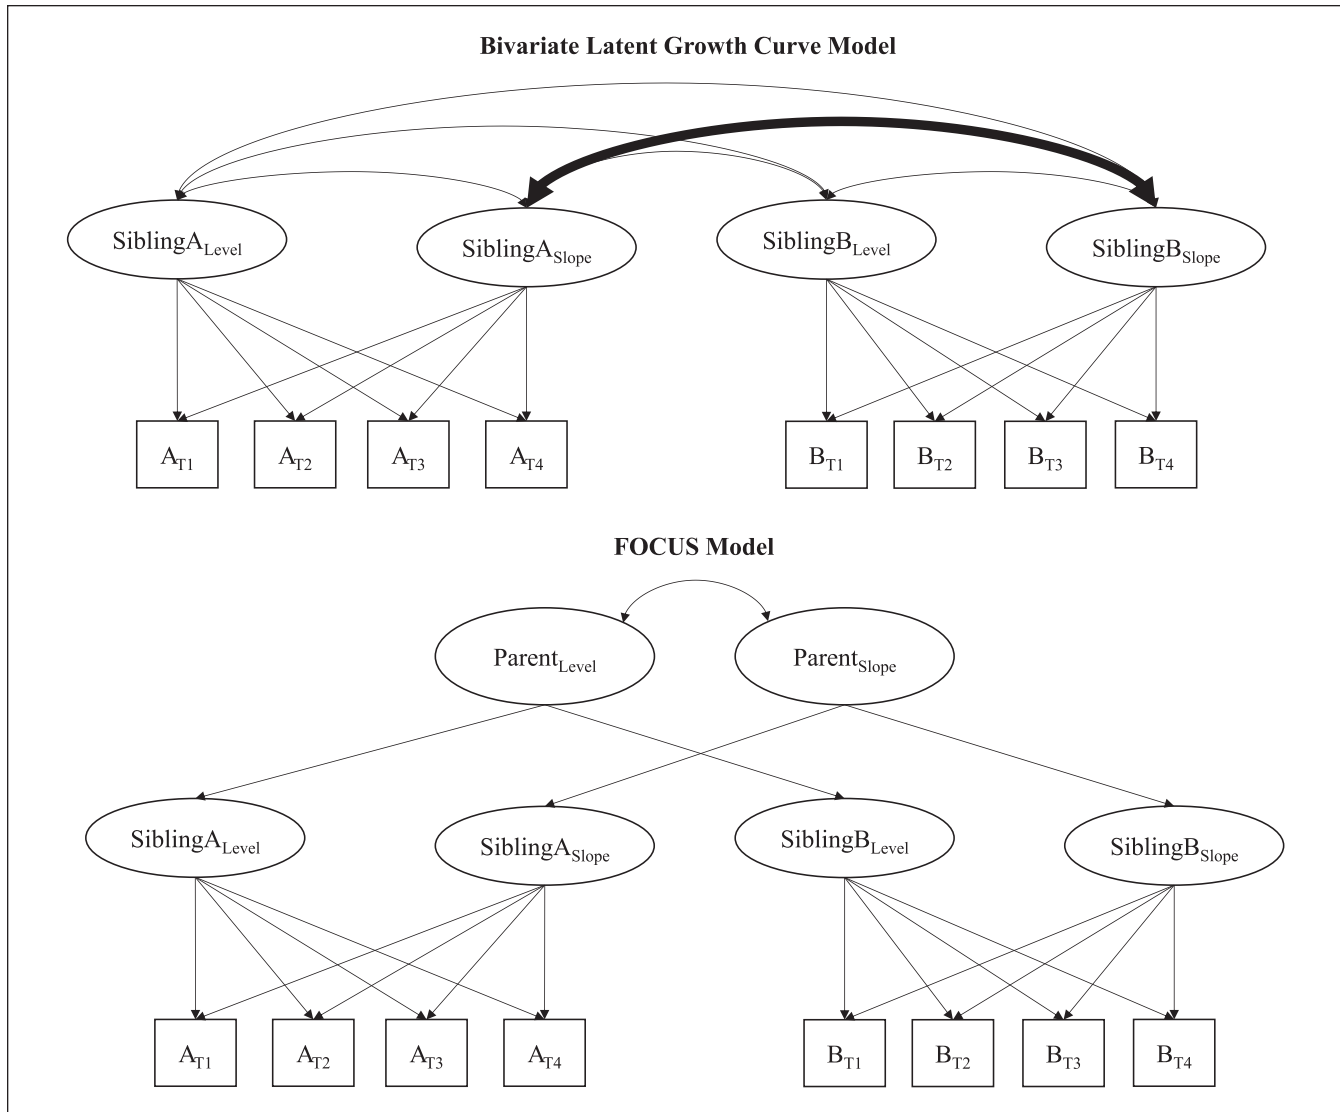 Bivariate Latent Growth Curve Model
SiblingA_Level SiblingA_Slope SiblingB_Level SiblingB_Slope
A_T1 A_T2 A_T3 A_T4 B_T1 B_T2 B_T3 B_T4
FOCUS Model
Parent_Level Parent_Slope
SiblingA_Level SiblingA_Slope SiblingB_Level SiblingB_Slope
A_T1 A_T2 A_T3 A_T4 B_T1 B_T2 B_T3 B_T4